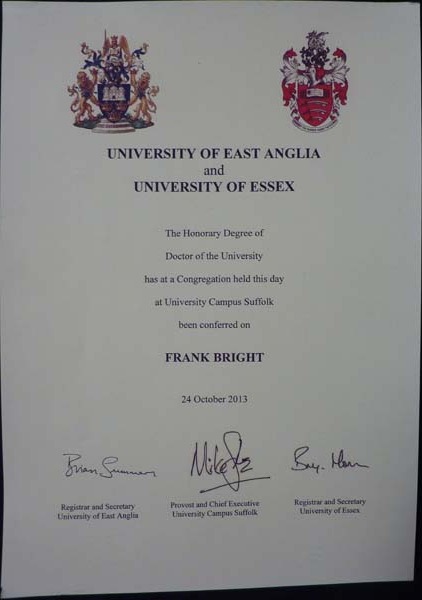 UNIVERSITY OF EAST ANGLIA
and
UNIVERSITY OF ESSEX
The Honorary Degree of
Doctor of the University
has at a Congregation held this day
at University Campus Suffolk
been conferred on
FRANK BRIGHT
24 October 2013
Brian Summers
Registrar and Secretary
University of East Anglia
Provost and Chief Executive
University Campus Suffolk
Registrar and Secretary
University of Essex